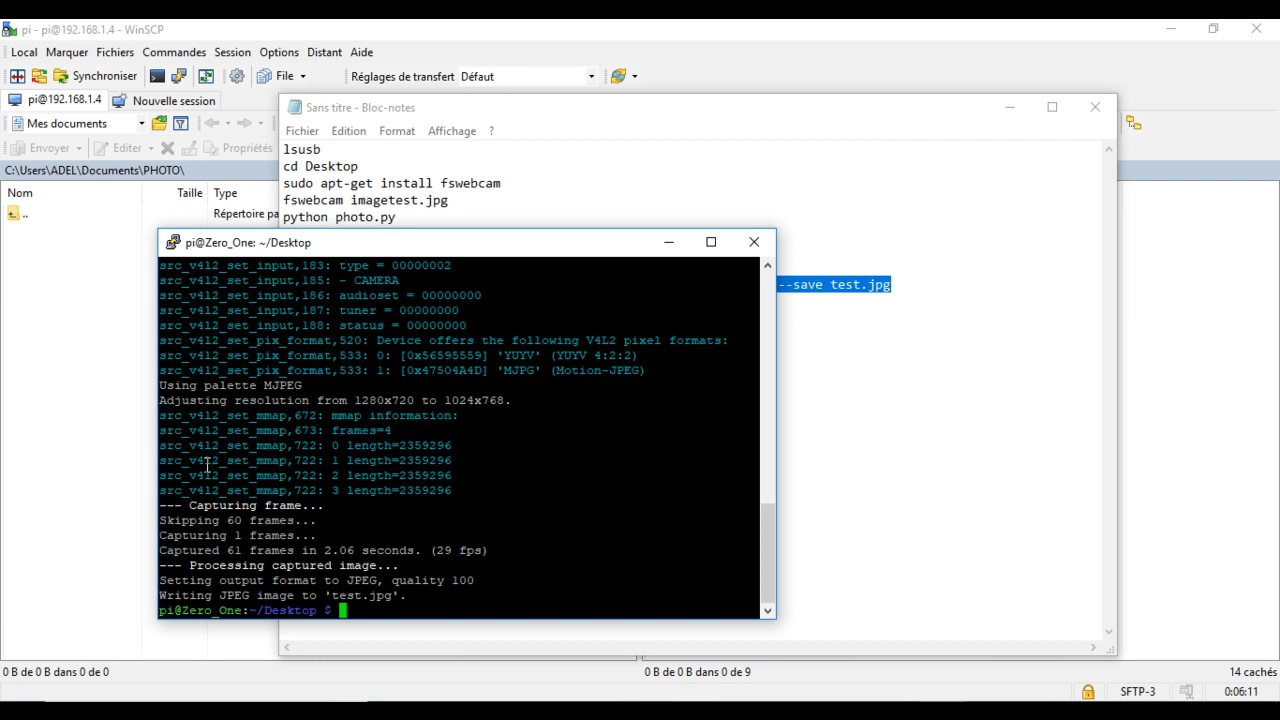 pi - pi@192.168.1.4 - WinSCP
Local Marquer Fichiers Commandes Session Options Distant Aide
Synchroniser File Réglages de transfert Défaut
pi@192.168.1.4 Nouvelle session
Mes documents
Envoyer Editer Propriétés
C:\Users\ADEL\Documents\PHOTO\
Nom Taille Type
.. Répertoire pa
Sans titre - Bloc-notes
Fichier Edition Format Affichage ?
lsusb
cd Desktop
sudo apt-get install fswebcam
fswebcam imagetest.jpg
python photo.py
--save test.jpg
pi@Zero_One: ~/Desktop
src_v4l2_set_input,183: type = 00000002
src_v4l2_set_input,185: - CAMERA
src_v4l2_set_input,186: audioset = 00000000
src_v4l2_set_input,187: tuner = 00000000
src_v4l2_set_input,188: status = 00000000
src_v4l2_set_pix_format,520: Device offers the following V4L2 pixel formats:
src_v4l2_set_pix_format,533: 0: [0x56595559] 'YUYV' (YUYV 4:2:2)
src_v4l2_set_pix_format,533: 1: [0x47504A4D] 'MJPG' (Motion-JPEG)
Using palette MJPEG
Adjusting resolution from 1280x720 to 1024x768.
src_v4l2_set_mmap,672: mmap information:
src_v4l2_set_mmap,673: frames=4
src_v4l2_set_mmap,722: 0 length=2359296
src_v4l2_set_mmap,722: 1 length=2359296
src_v4l2_set_mmap,722: 2 length=2359296
src_v4l2_set_mmap,722: 3 length=2359296
--- Capturing frame...
Skipping 60 frames...
Capturing 1 frames...
Captured 61 frames in 2.06 seconds. (29 fps)
--- Processing captured image...
Setting output format to JPEG, quality 100
Writing JPEG image to 'test.jpg'.
pi@Zero_One:~/Desktop $
0 B de 0 B dans 0 de 0 0 B de 0 B dans 0 de 9 14 cachés
SFTP-3 0:06:11